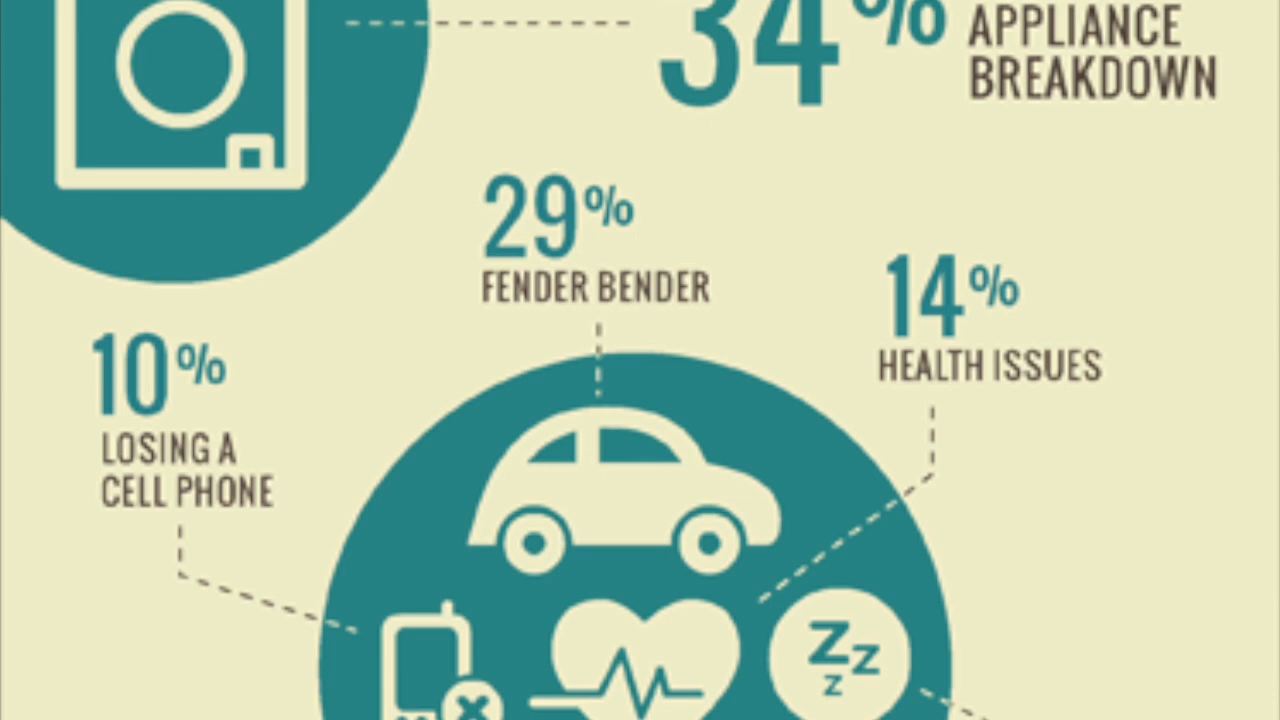 34%
APPLIANCE
BREAKDOWN
29%
FENDER BENDER
14%
HEALTH ISSUES
10%
LOSING A
CELL PHONE
Z Z
Z